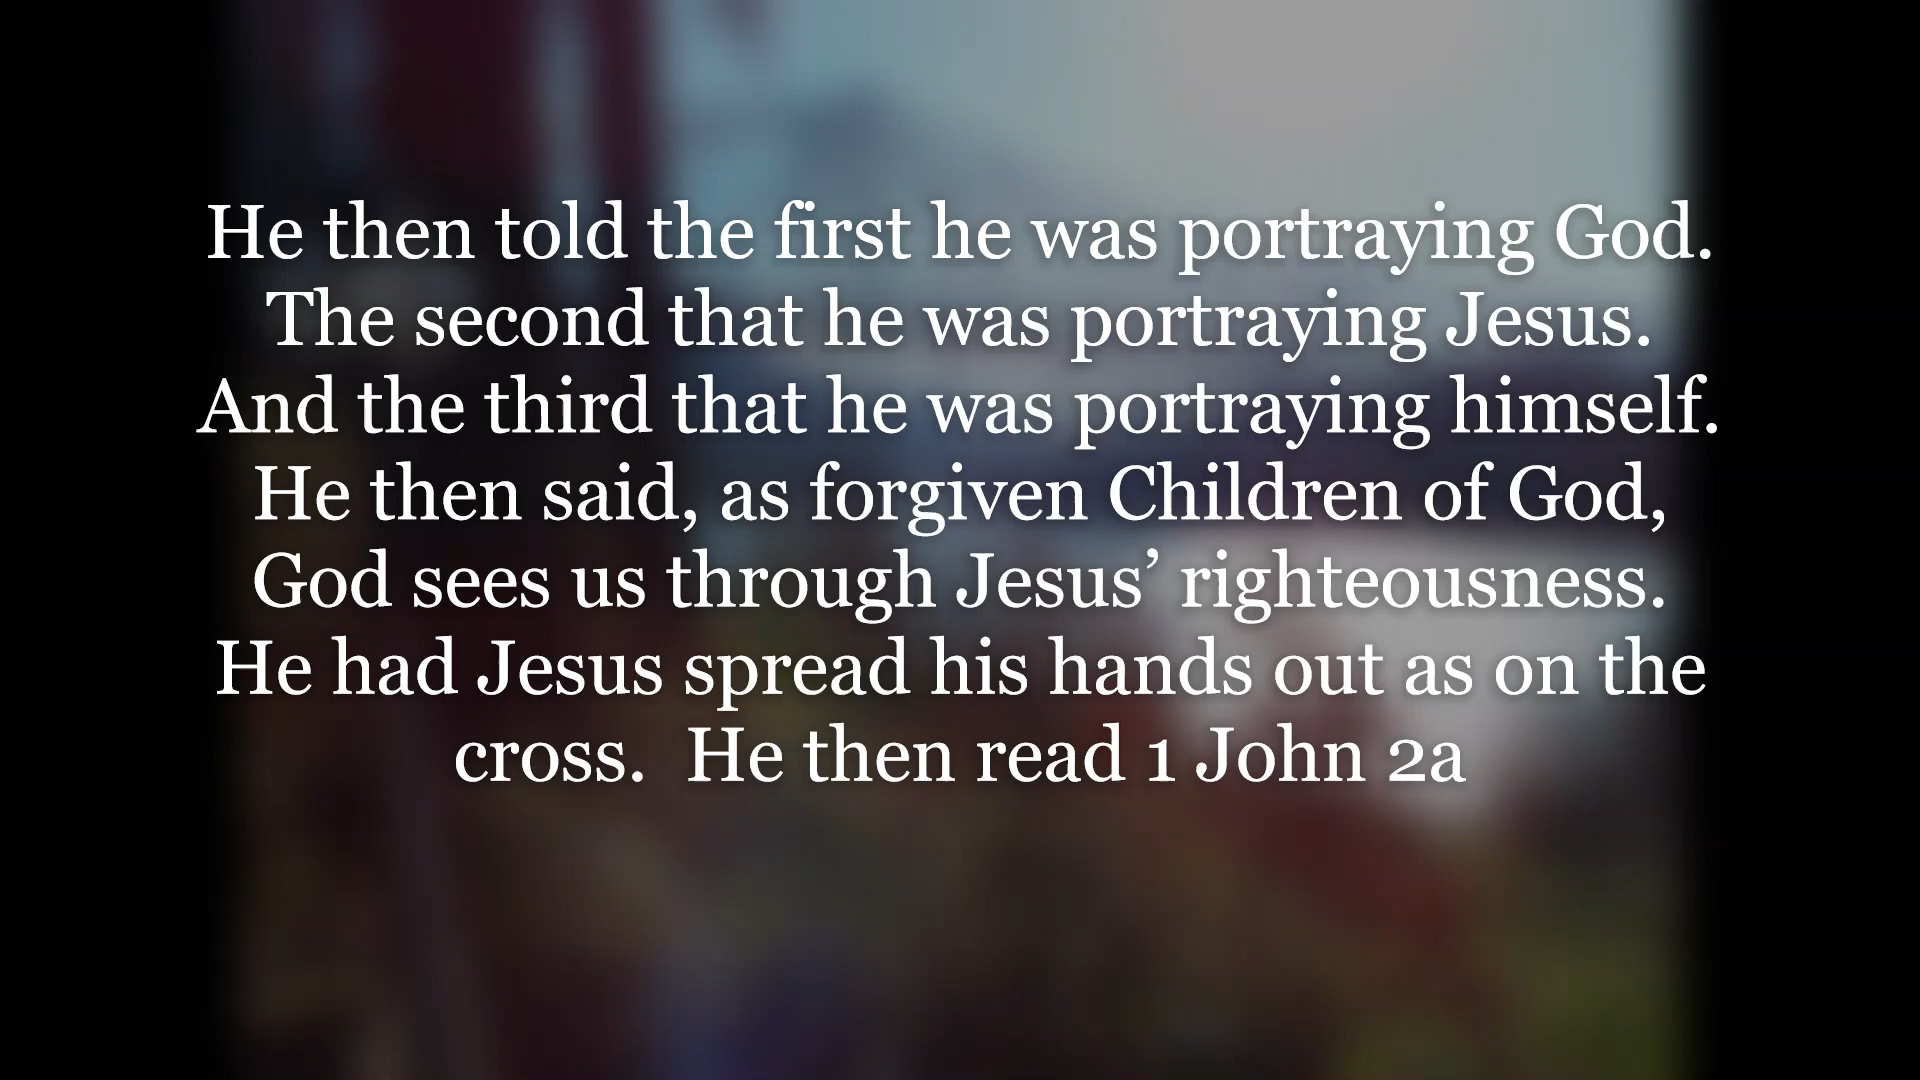 He then told the first he was portraying God.
The second that he was portraying Jesus.
And the third that he was portraying himself.
He then said, as forgiven Children of God,
God sees us through Jesus’ righteousness.
He had Jesus spread his hands out as on the
cross.  He then read 1 John 2a